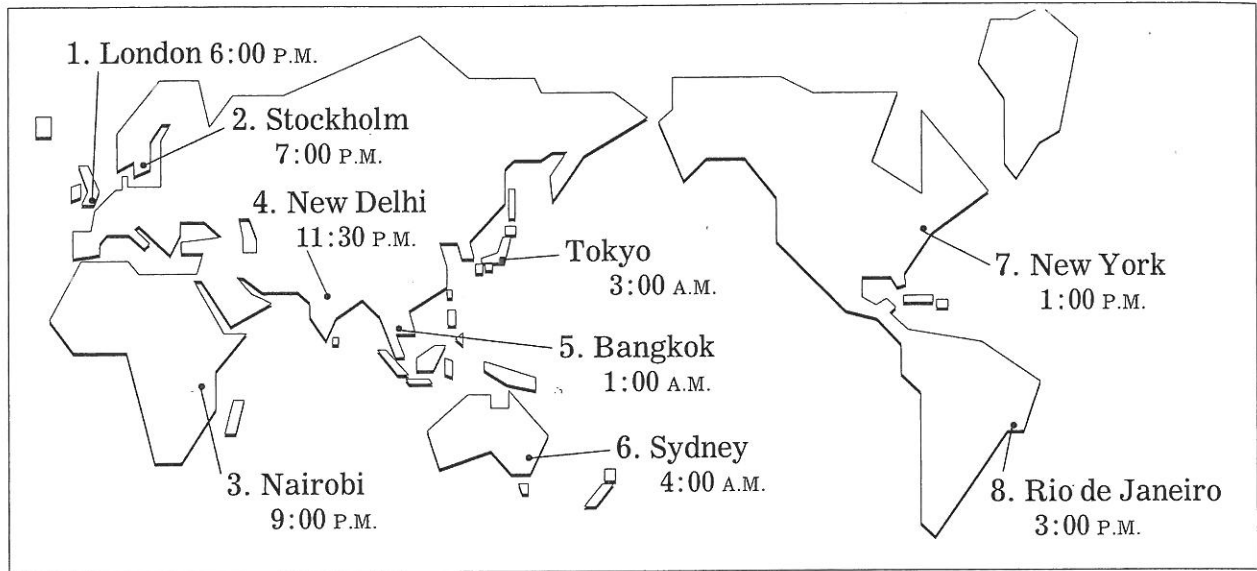 1. London 6:00 P.M.
2. Stockholm
7:00 P.M.
4. New Delhi
11:30 P.M.
Tokyo
3:00 A.M.
7. New York
1:00 P.M.
5. Bangkok
1:00 A.M.
6. Sydney
4:00 A.M.
3. Nairobi
9:00 P.M.
8. Rio de Janeiro
3:00 P.M.